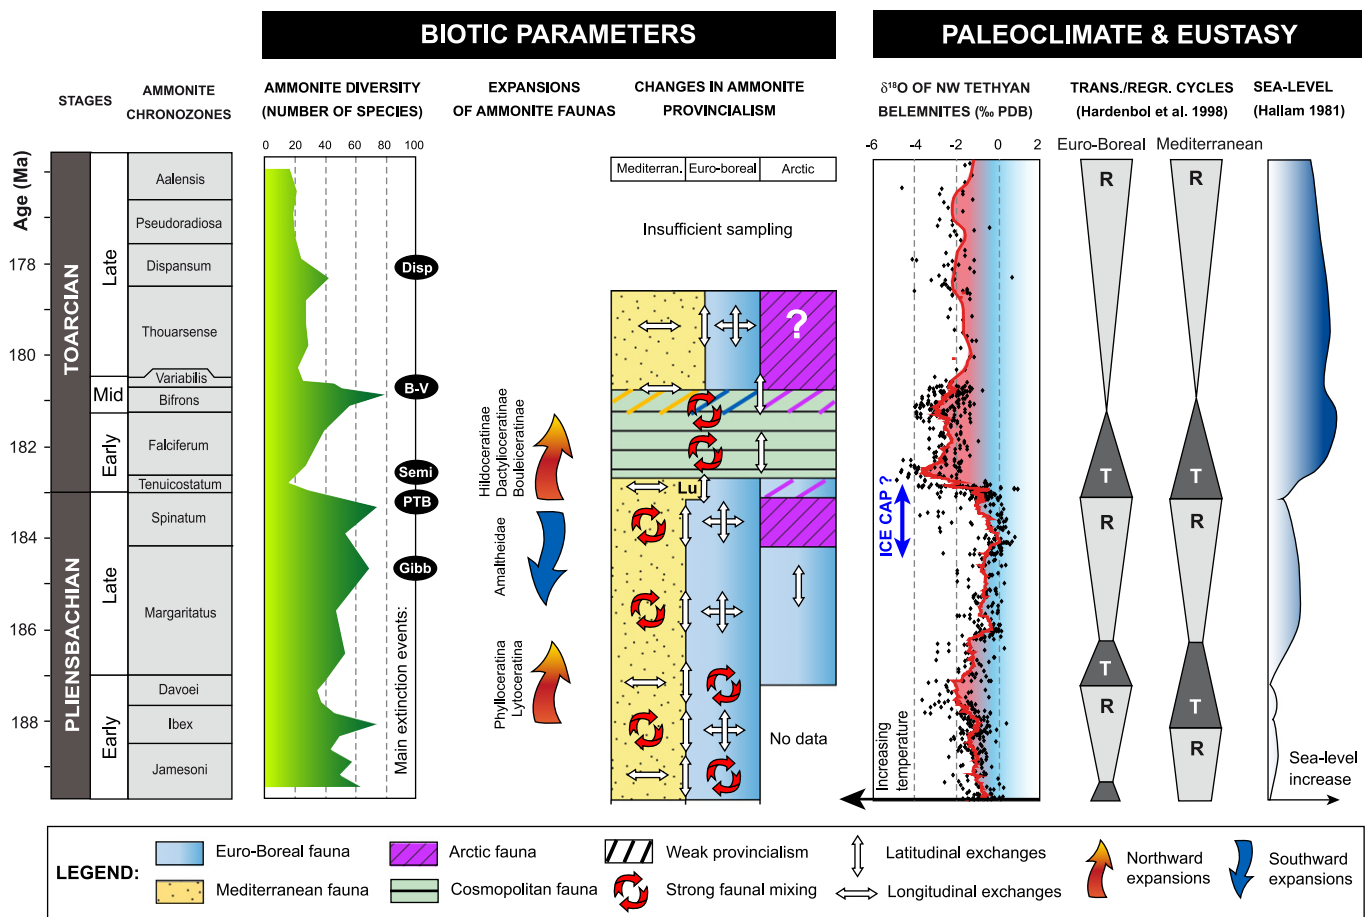 BIOTIC PARAMETERS
PALEOCLIMATE & EUSTASY
STAGES
AMMONITE
CHRONOZONES
AMMONITE DIVERSITY
(NUMBER OF SPECIES)
EXPANSIONS
OF AMMONITE FAUNAS
CHANGES IN AMMONITE
PROVINCIALISM
δ¹⁸O OF NW TETHYAN
BELEMNITES (‰ PDB)
TRANS./REGR. CYCLES
(Hardenbol et al. 1998)
SEA-LEVEL
(Hallam 1981)
0 20 40 60 80 100
-6 -4 -2 0 2
Euro-Boreal
Mediterranean
Mediterran.
Euro-boreal
Arctic
Age (Ma)
178
180
182
184
186
188
TOARCIAN
PLIENSBACHIAN
Late
Mid
Early
Late
Early
Aalensis
Pseudoradiosa
Dispansum
Thouarsense
Variabilis
Bifrons
Falciferum
Tenuicostatum
Spinatum
Margaritatus
Davoei
Ibex
Jamesoni
Disp
B-V
Semi
PTB
Gibb
Main extinction events:
Hildoceratinae
Dactylioceratinae
Bouleiceratinae
Amaltheidae
Phylloceratina
Lytoceratina
Insufficient sampling
?
Lu
No data
ICE CAP ?
Increasing
temperature
R
T
R
T
R
R
T
R
T
R
Sea-level
increase
LEGEND:
Euro-Boreal fauna
Arctic fauna
Weak provincialism
Latitudinal exchanges
Northward
expansions
Southward
expansions
Mediterranean fauna
Cosmopolitan fauna
Strong faunal mixing
Longitudinal exchanges